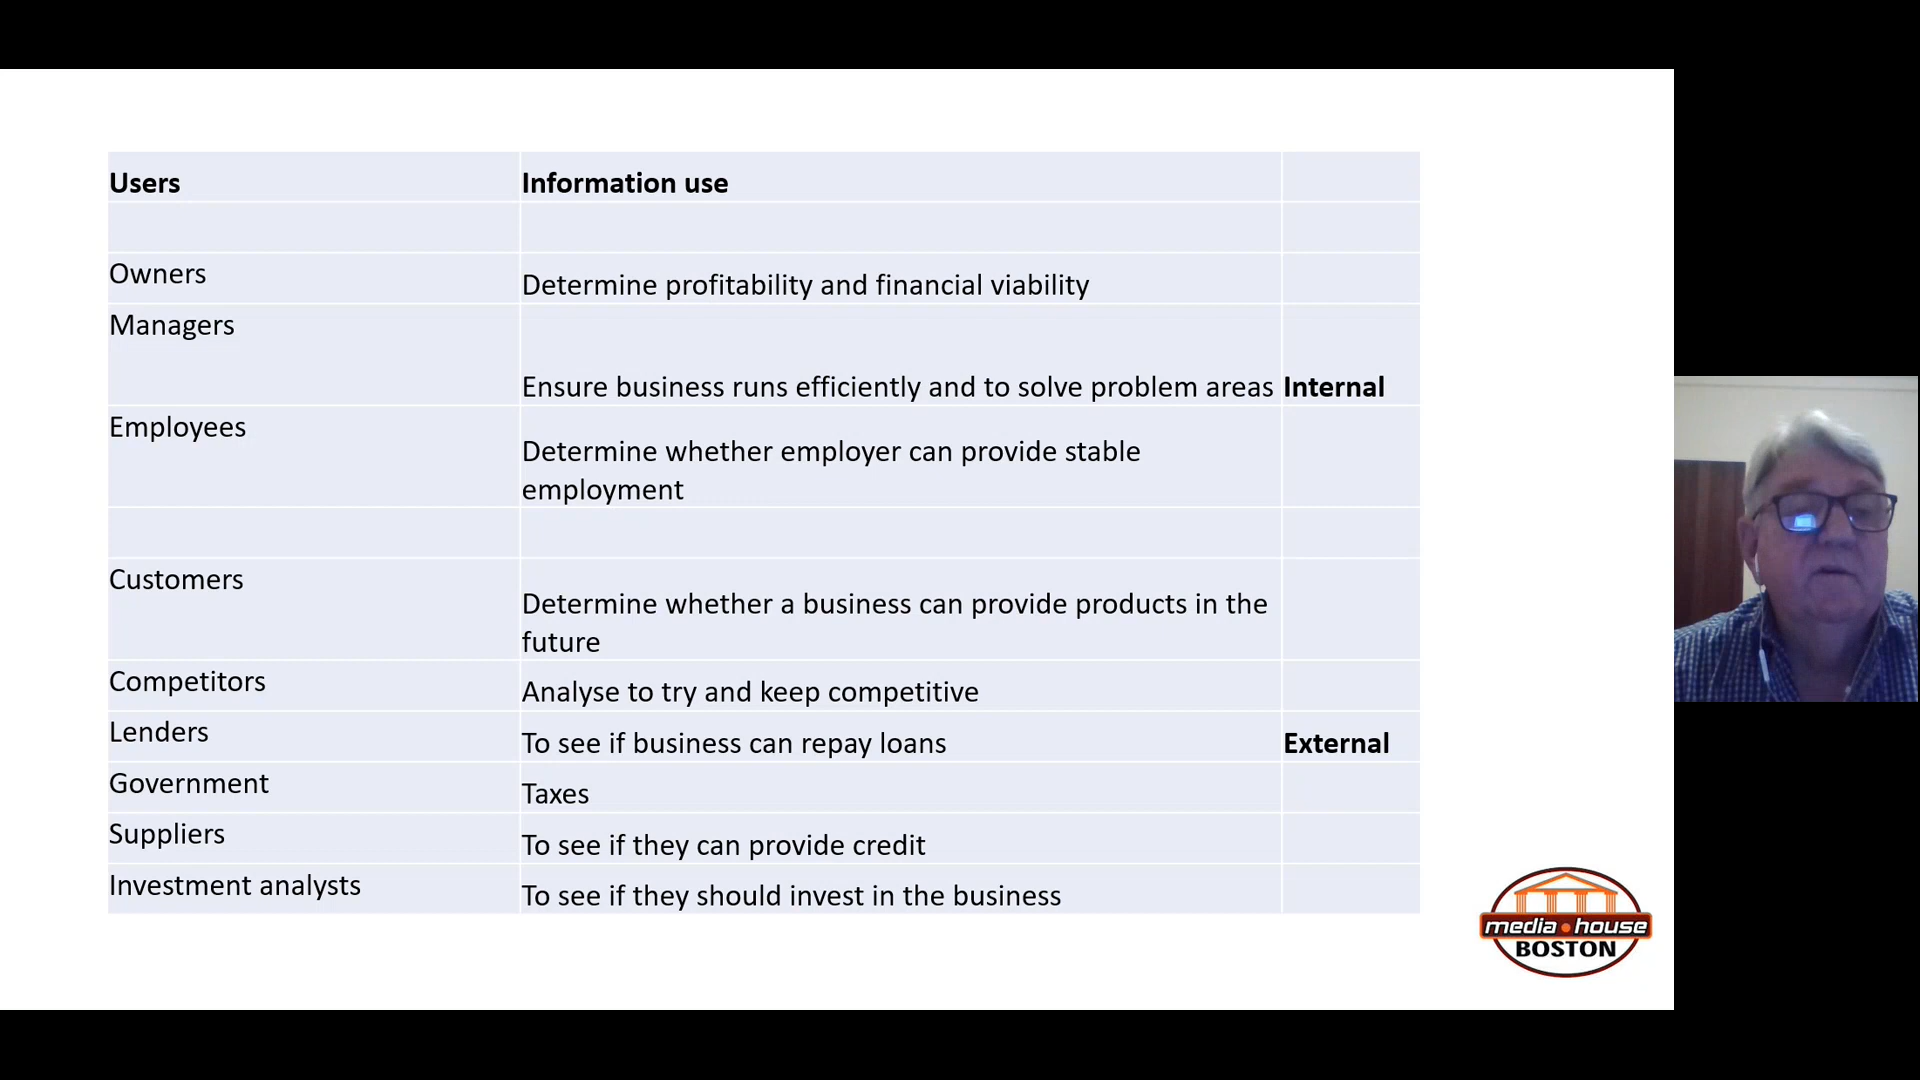 Users Information use
Owners Determine profitability and financial viability
Managers Ensure business runs efficiently and to solve problem areas Internal
Employees Determine whether employer can provide stable
employment
Customers Determine whether a business can provide products in the
future
Competitors Analyse to try and keep competitive
Lenders To see if business can repay loans External
Government Taxes
Suppliers To see if they can provide credit
Investment analysts To see if they should invest in the business
media house
BOSTON